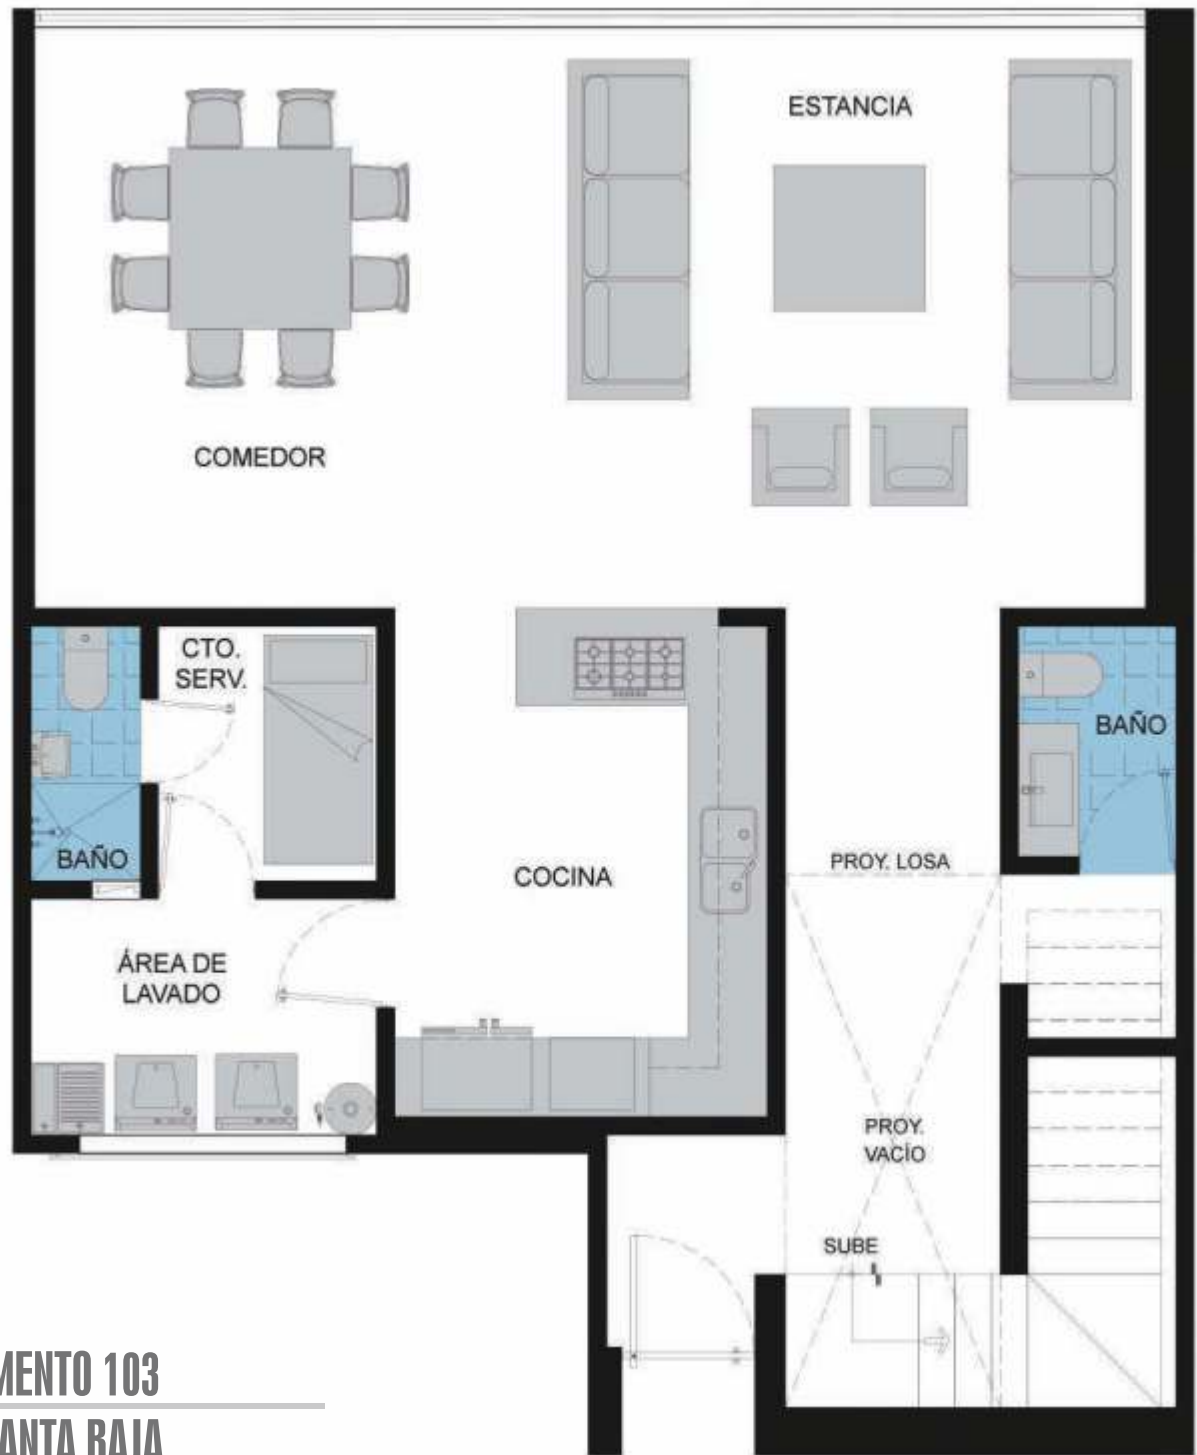 ESTANCIA
COMEDOR
CTO.
SERV.
BAÑO
BAÑO
COCINA
PROY. LOSA
ÁREA DE
LAVADO
PROY.
VACÍO
SUBE
MENTO 103
ANTA BAJA